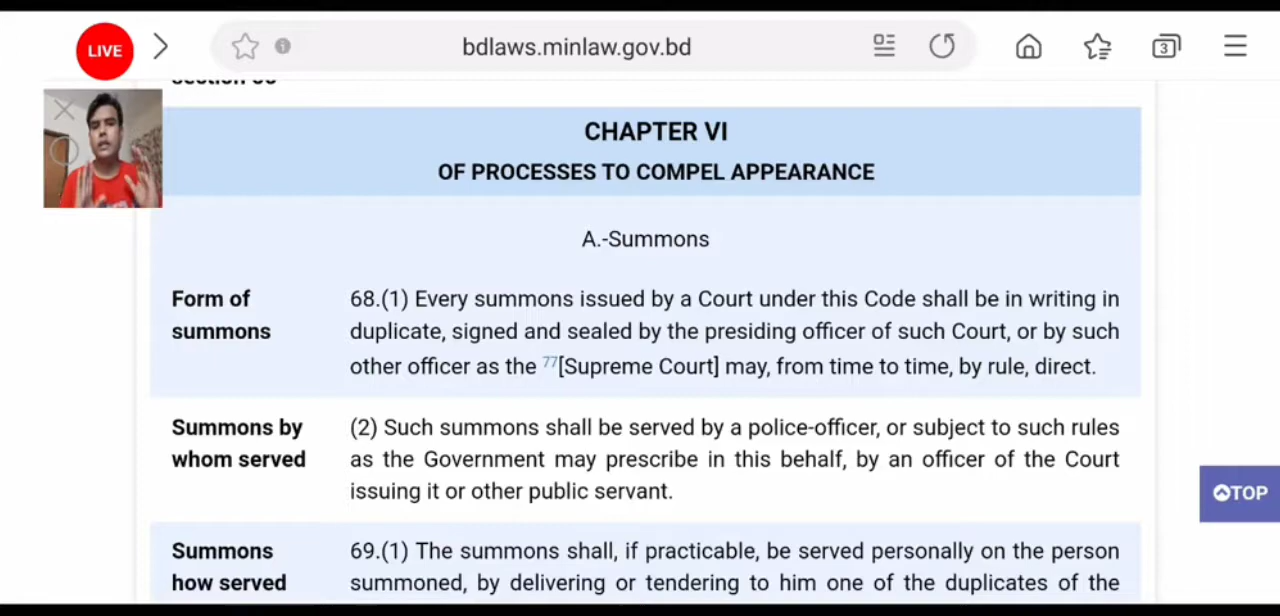 LIVE
bdlaws.minlaw.gov.bd
3
CHAPTER VI
OF PROCESSES TO COMPEL APPEARANCE
A.-Summons
Form of
summons
68.(1) Every summons issued by a Court under this Code shall be in writing in
duplicate, signed and sealed by the presiding officer of such Court, or by such
other officer as the 77[Supreme Court] may, from time to time, by rule, direct.
Summons by
whom served
(2) Such summons shall be served by a police-officer, or subject to such rules
as the Government may prescribe in this behalf, by an officer of the Court
issuing it or other public servant.
TOP
Summons
how served
69.(1) The summons shall, if practicable, be served personally on the person
summoned, by delivering or tendering to him one of the duplicates of the